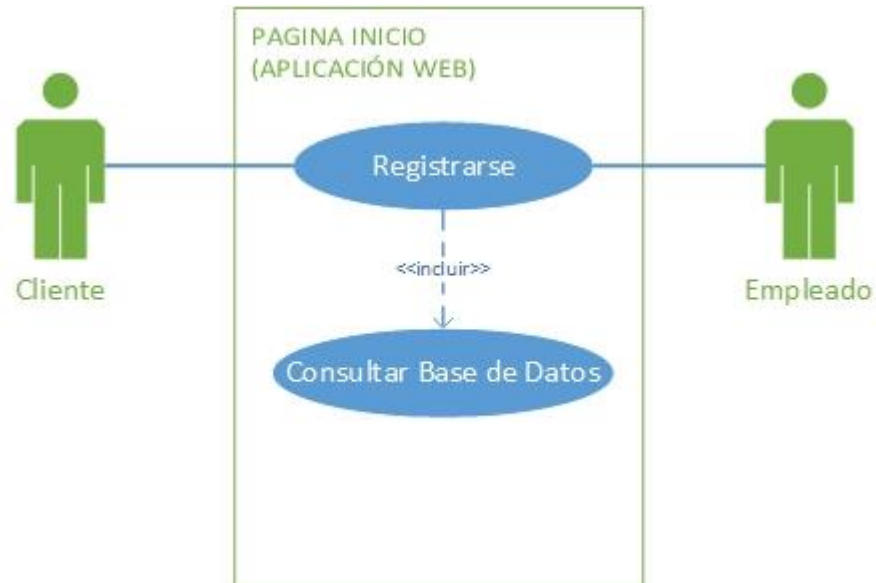 PAGINA INICIO
(APLICACIÓN WEB)
Registrarse
<<incluir>>
Cliente
Empleado
Consultar Base de Datos